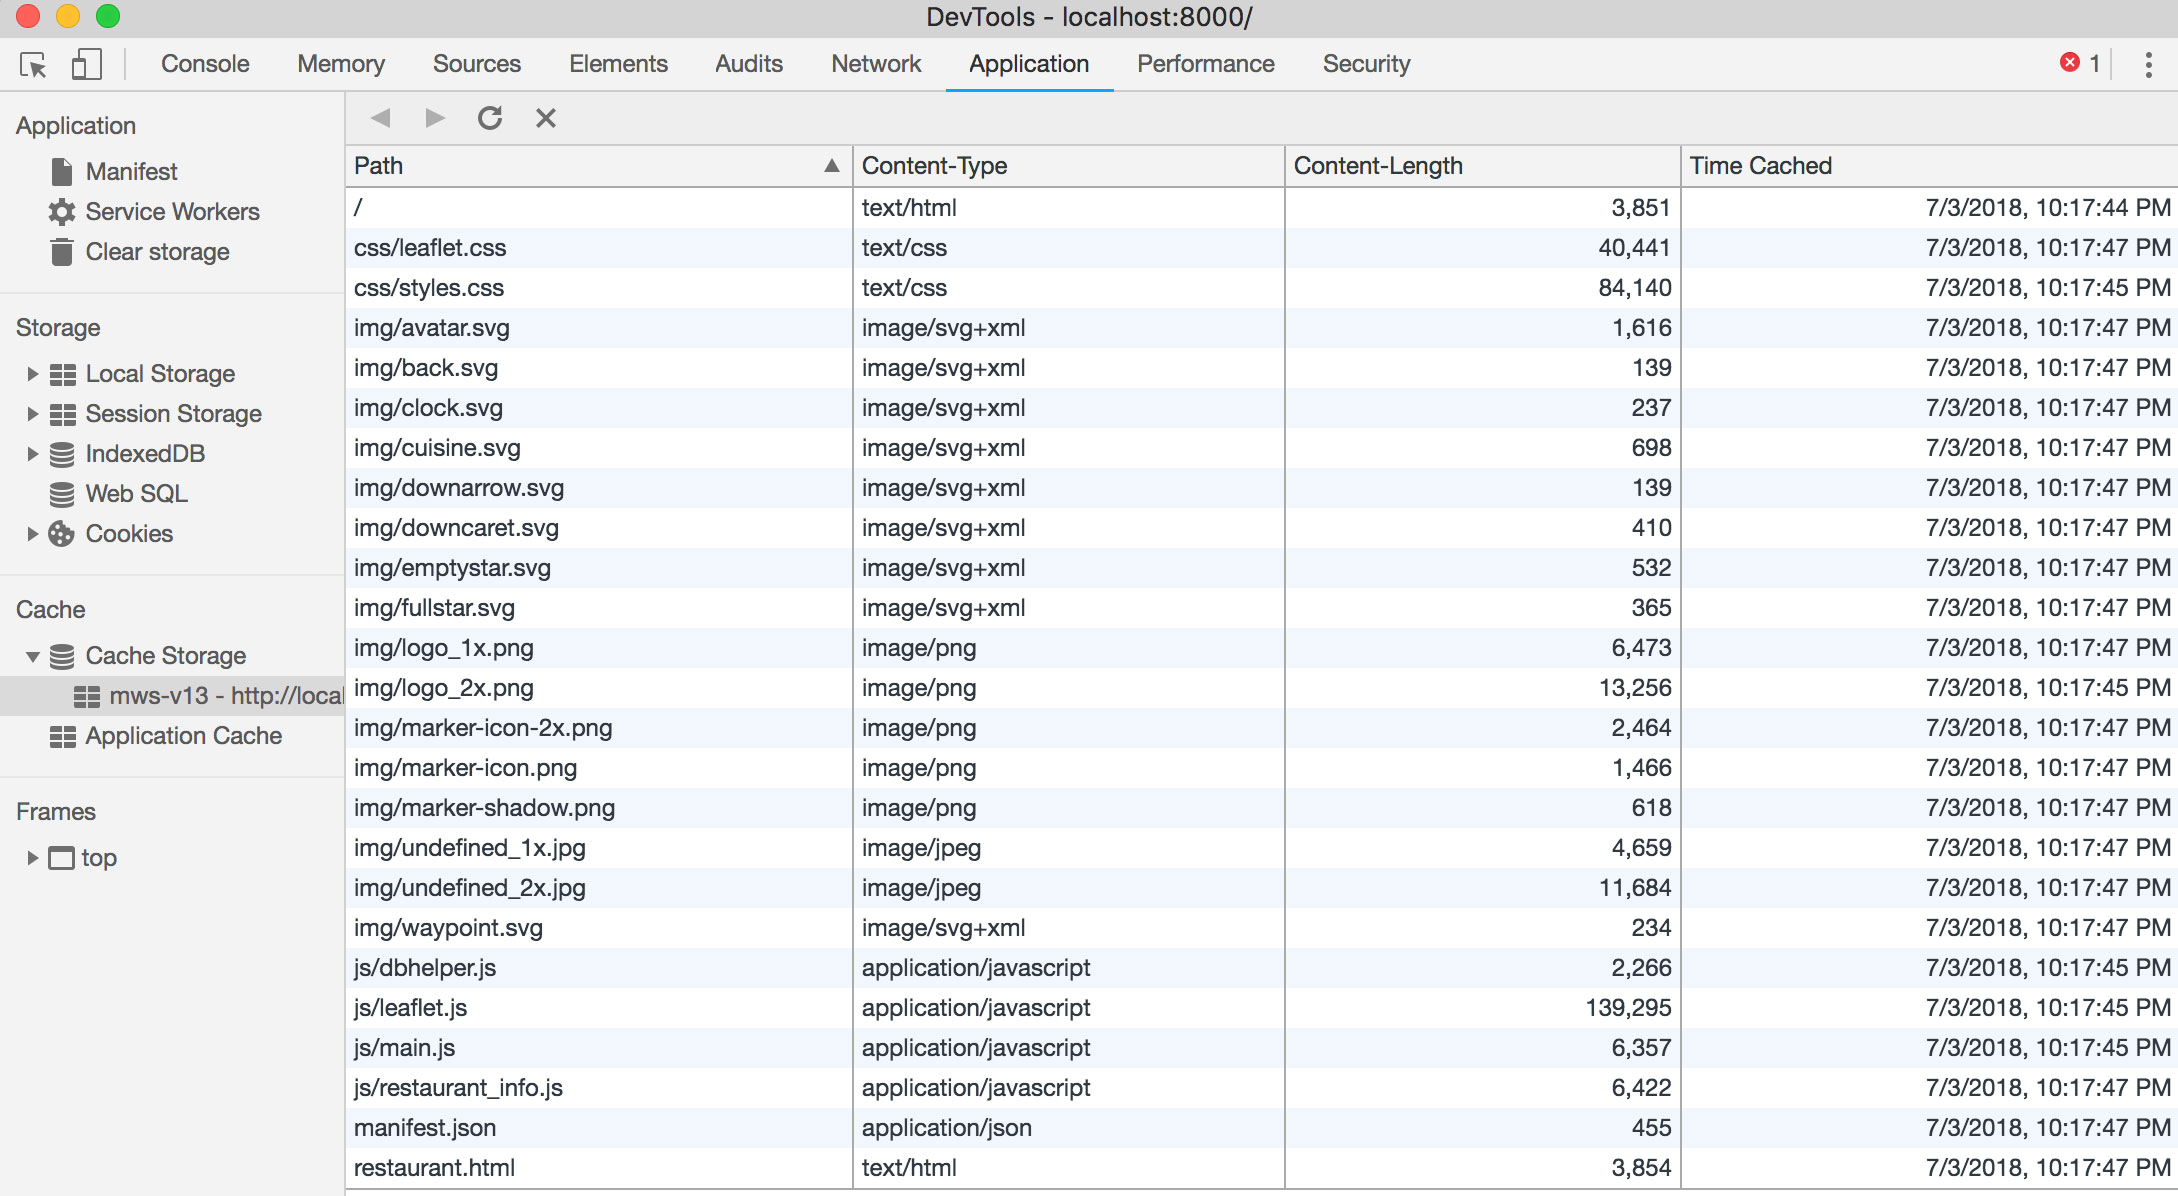 DevTools - localhost:8000/
Console Memory Sources Elements Audits Network Application Performance Security 1
Application
Manifest
Service Workers
Clear storage
Storage
Local Storage
Session Storage
IndexedDB
Web SQL
Cookies
Cache
Cache Storage
mws-v13 - http://local
Application Cache
Frames
top
Path Content-Type Content-Length Time Cached
/ text/html 3,851 7/3/2018, 10:17:44 PM
css/leaflet.css text/css 40,441 7/3/2018, 10:17:47 PM
css/styles.css text/css 84,140 7/3/2018, 10:17:45 PM
img/avatar.svg image/svg+xml 1,616 7/3/2018, 10:17:47 PM
img/back.svg image/svg+xml 139 7/3/2018, 10:17:47 PM
img/clock.svg image/svg+xml 237 7/3/2018, 10:17:47 PM
img/cuisine.svg image/svg+xml 698 7/3/2018, 10:17:47 PM
img/downarrow.svg image/svg+xml 139 7/3/2018, 10:17:47 PM
img/downcaret.svg image/svg+xml 410 7/3/2018, 10:17:47 PM
img/emptystar.svg image/svg+xml 532 7/3/2018, 10:17:47 PM
img/fullstar.svg image/svg+xml 365 7/3/2018, 10:17:47 PM
img/logo_1x.png image/png 6,473 7/3/2018, 10:17:47 PM
img/logo_2x.png image/png 13,256 7/3/2018, 10:17:45 PM
img/marker-icon-2x.png image/png 2,464 7/3/2018, 10:17:47 PM
img/marker-icon.png image/png 1,466 7/3/2018, 10:17:47 PM
img/marker-shadow.png image/png 618 7/3/2018, 10:17:47 PM
img/undefined_1x.jpg image/jpeg 4,659 7/3/2018, 10:17:47 PM
img/undefined_2x.jpg image/jpeg 11,684 7/3/2018, 10:17:47 PM
img/waypoint.svg image/svg+xml 234 7/3/2018, 10:17:47 PM
js/dbhelper.js application/javascript 2,266 7/3/2018, 10:17:45 PM
js/leaflet.js application/javascript 139,295 7/3/2018, 10:17:45 PM
js/main.js application/javascript 6,357 7/3/2018, 10:17:45 PM
js/restaurant_info.js application/javascript 6,422 7/3/2018, 10:17:47 PM
manifest.json application/json 455 7/3/2018, 10:17:47 PM
restaurant.html text/html 3,854 7/3/2018, 10:17:47 PM